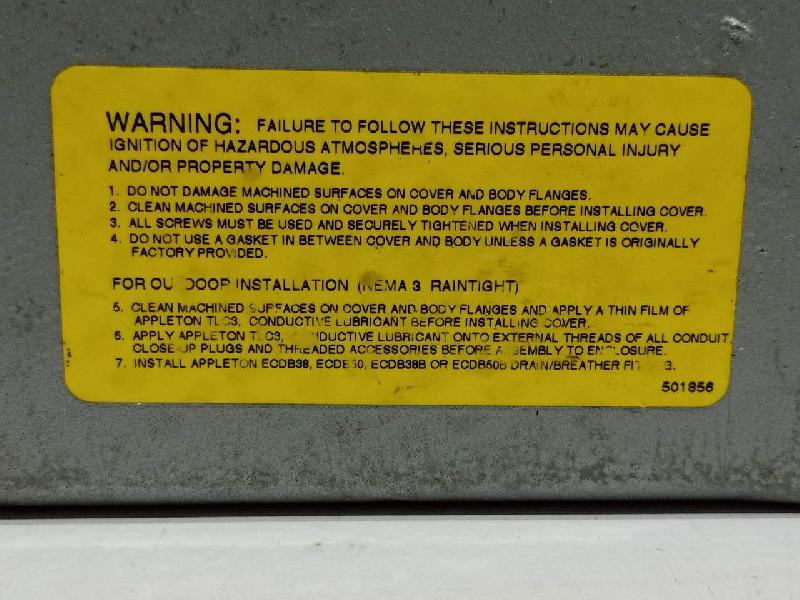 WARNING: FAILURE TO FOLLOW THESE INSTRUCTIONS MAY CAUSE
IGNITION OF HAZARDOUS ATMOSPHERES, SERIOUS PERSONAL INJURY
AND/OR PROPERTY DAMAGE.
1. DO NOT DAMAGE MACHINED SURFACES ON COVER AND BODY FLANGES.
2. CLEAN MACHINED SURFACES ON COVER AND BODY FLANGES BEFORE INSTALLING COVER.
3. ALL SCREWS MUST BE USED AND SECURELY TIGHTENED WHEN INSTALLING COVER.
4. DO NOT USE A GASKET IN BETWEEN COVER AND BODY UNLESS A GASKET IS ORIGINALLY
FACTORY PROVIDED.
FOR OUTDOOR INSTALLATION (NEMA 3 RAINTIGHT)
5. CLEAN MACHINED SURFACES ON COVER AND BODY FLANGES AND APPLY A THIN FILM OF
APPLETON CONDUCTIVE LUBRICANT BEFORE INSTALLING COVER.
6. APPLY APPLETON CONDUCTIVE LUBRICANT ONTO EXTERNAL THREADS OF ALL CONDUIT,
CLOSE-UP PLUGS AND THREADED ACCESSORIES BEFORE ASSEMBLY TO ENCLOSURE.
7. INSTALL APPLETON ECDB38, ECDB50, ECDB38B OR ECDB50B DRAIN/BREATHER
501856